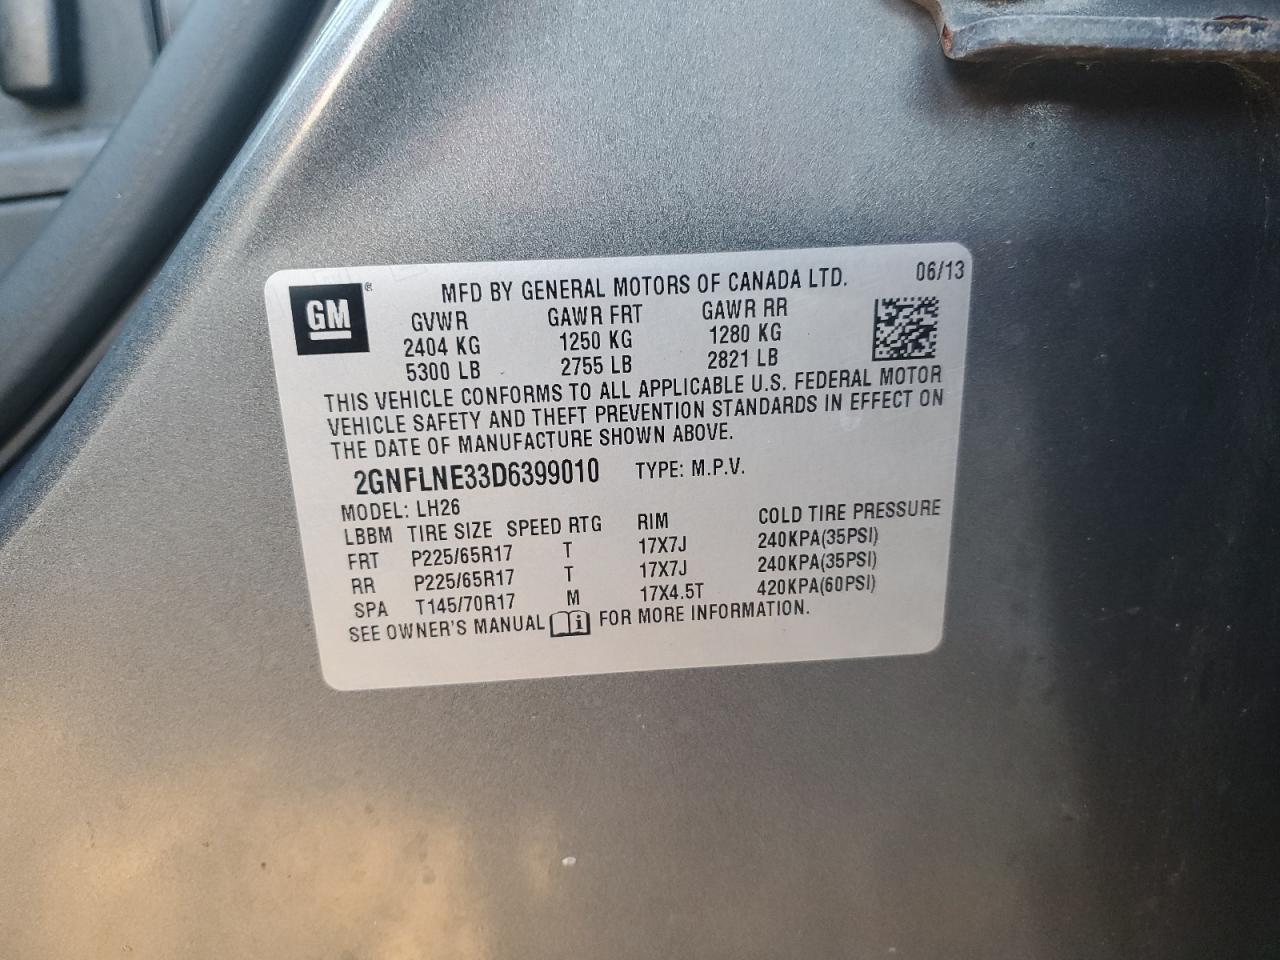 GM ®
MFD BY GENERAL MOTORS OF CANADA LTD. 06/13
GVWR GAWR FRT GAWR RR
2404 KG 1250 KG 1280 KG
5300 LB 2755 LB 2821 LB
THIS VEHICLE CONFORMS TO ALL APPLICABLE U.S. FEDERAL MOTOR
VEHICLE SAFETY AND THEFT PREVENTION STANDARDS IN EFFECT ON
THE DATE OF MANUFACTURE SHOWN ABOVE.
2GNFLNE33D6399010 TYPE: M.P.V.
MODEL: LH26
LBBM TIRE SIZE SPEED RTG RIM COLD TIRE PRESSURE
FRT P225/65R17 T 17X7J 240KPA(35PSI)
RR P225/65R17 T 17X7J 240KPA(35PSI)
SPA T145/70R17 M 17X4.5T 420KPA(60PSI)
SEE OWNER'S MANUAL i FOR MORE INFORMATION.